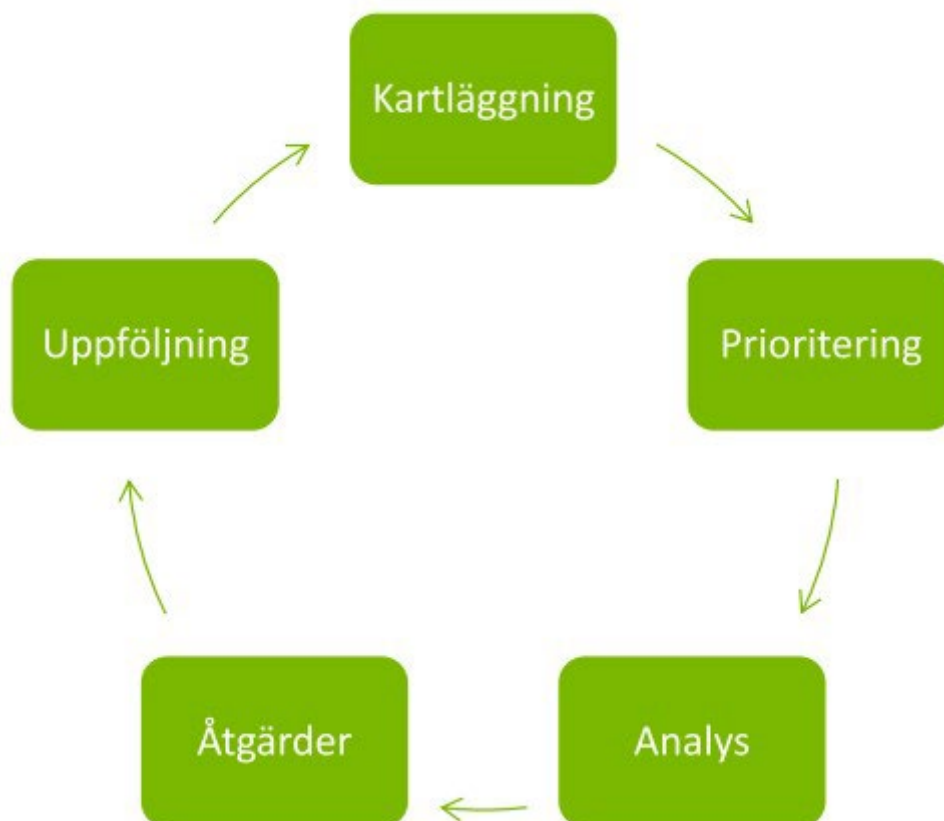 Kartläggning
Prioritering
Analys
Åtgärder
Uppföljning